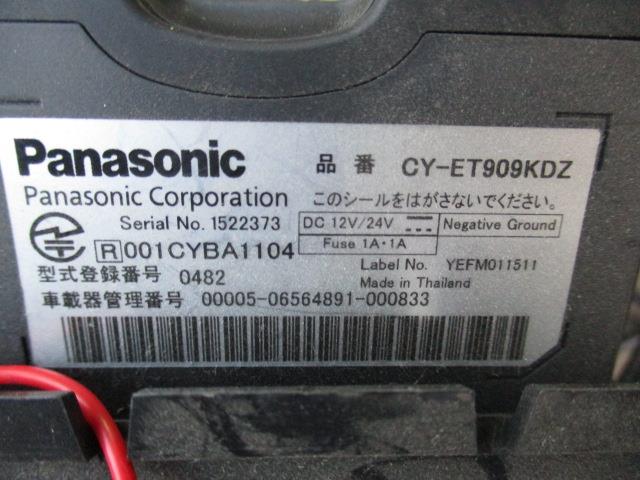 Panasonic
品番 CY-ET909KDZ
Panasonic Corporation
このシールをはがさないでください。
Serial No. 1522373
DC 12V/24V
Negative Ground
Fuse 1A・1A
R 001CYBA1104
Label No. YEFM011511
型式登録番号 0482
Made in Thailand
車載器管理番号 00005-06564891-000833